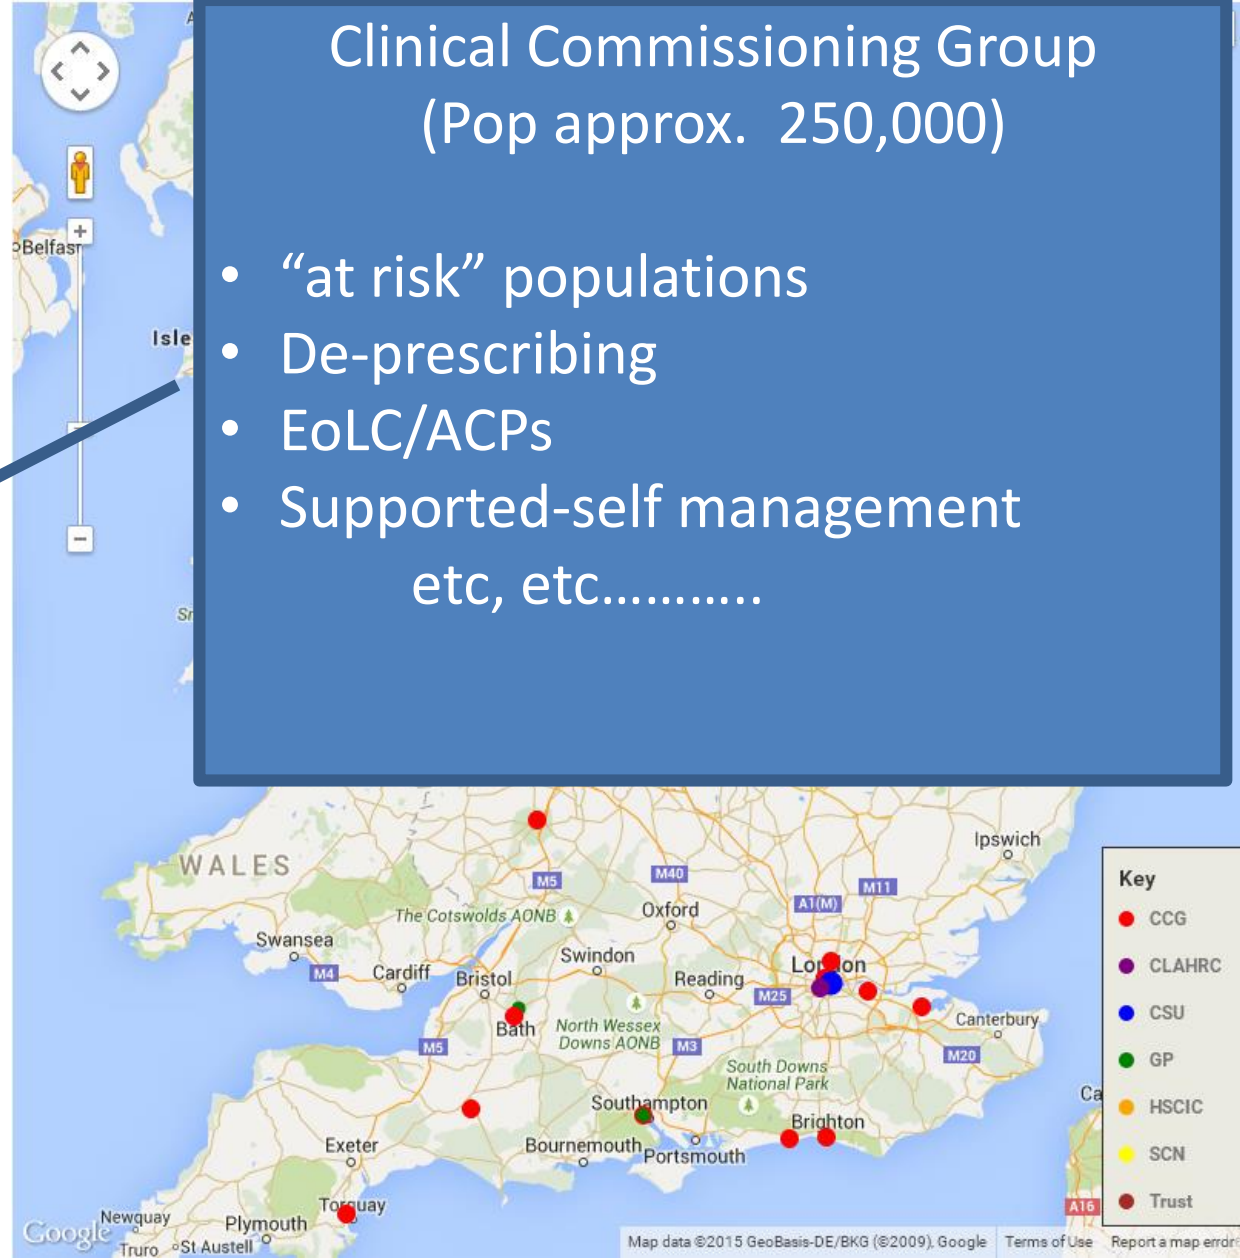 Clinical Commissioning Group
(Pop approx. 250,000)
• “at risk” populations
• De-prescribing
• EoLC/ACPs
• Supported-self management
etc, etc………..
Belfast
Isle
WALES
Ipswich
M5
M40
M11
A1(M)
The Cotswolds AONB
Oxford
Swansea
Swindon
London
M4
Cardiff
Bristol
Reading
M25
Bath
North Wessex
Downs AONB
Canterbury
M5
M3
M20
South Downs
National Park
Southampton
Brighton
Exeter
Bournemouth
Portsmouth
Torquay
Newquay
Plymouth
Truro
St Austell
A16
Key
CCG
CLAHRC
CSU
GP
HSCIC
SCN
Trust
Google
Map data ©2015 GeoBasis-DE/BKG (©2009), Google
Terms of Use
Report a map error